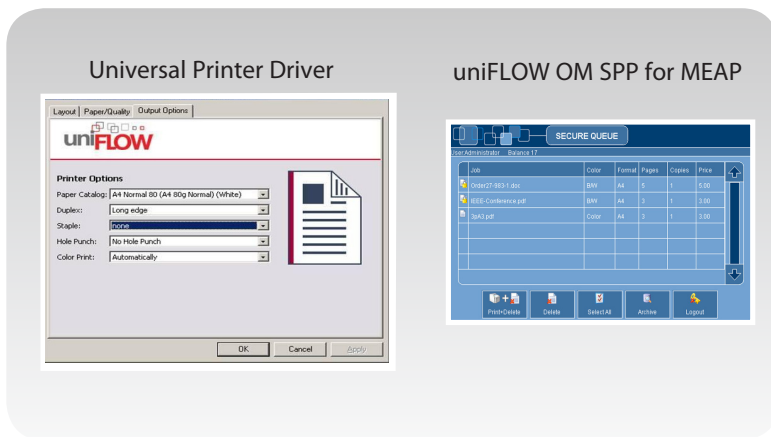 Universal Printer Driver
Layout Paper/Quality Output Options
uniFLOW
Printer Options
Paper Catalog: A4 Normal 80 (A4 80g Normal) (White)
Duplex: Long edge
Staple: none
Hole Punch: No Hole Punch
Color Print: Automatically
OK Cancel Apply
uniFLOW OM SPP for MEAP
SECURE QUEUE
User Administrator Balance 17
Job Color Format Pages Copies Price
Order27-983-1.doc B/W A4 5 1 5.00
IEEE-Conference.pdf B/W A4 3 1 3.00
3pA3.pdf Color A4 3 1 3.00
Print+Delete Delete Select All Archive Logout